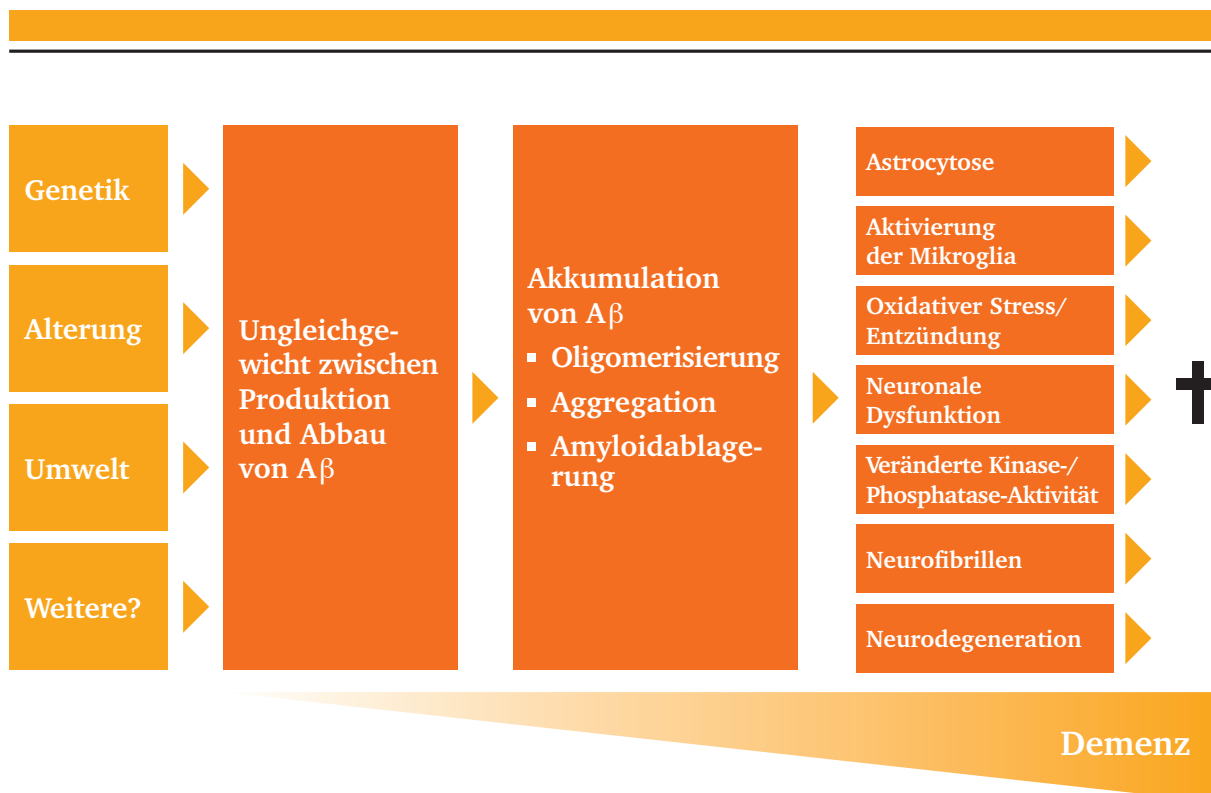 Genetik
Alterung
Umwelt
Weitere?
Ungleichge-
wicht zwischen
Produktion
und Abbau
von Aβ
Akkumulation
von Aβ
▪ Oligomerisierung
▪ Aggregation
▪ Amyloidablage-
rung
Astrocytose
Aktivierung
der Mikroglia
Oxidativer Stress/
Entzündung
Neuronale
Dysfunktion
Veränderte Kinase-/
Phosphatase-Aktivität
Neurofibrillen
Neurodegeneration
Demenz